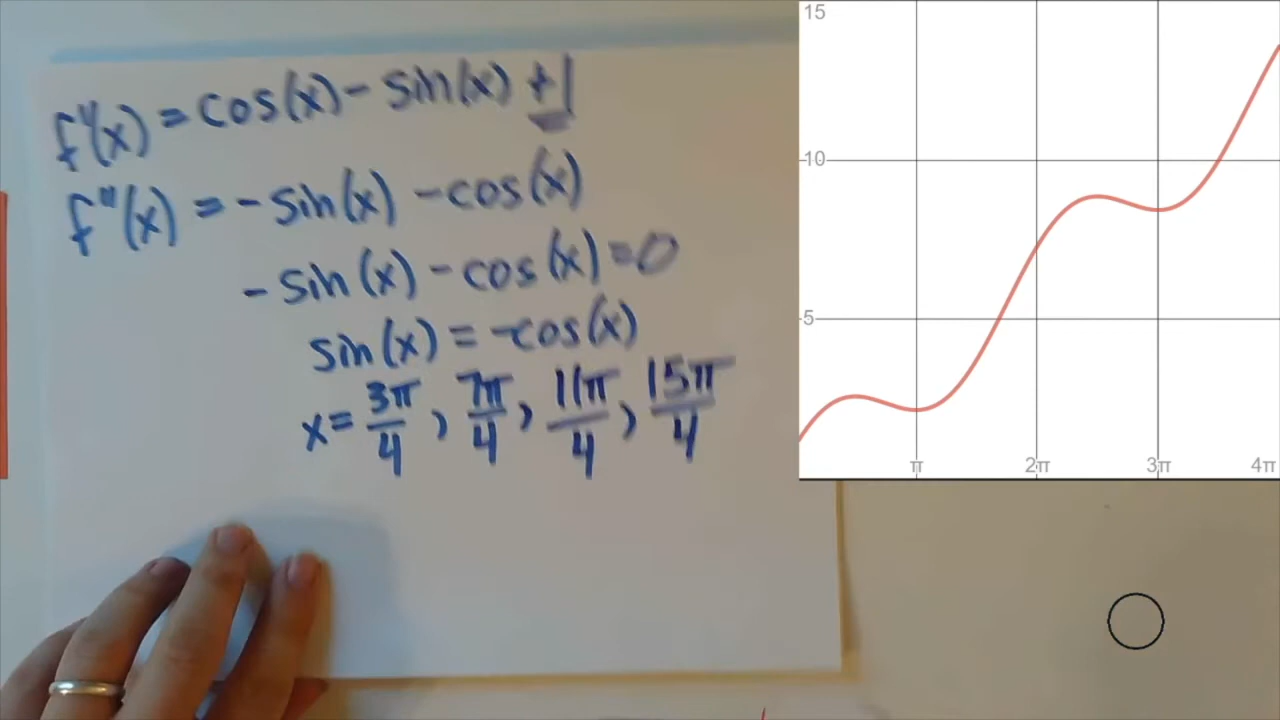 f'(x) = cos(x) - sin(x) + 1
f''(x) = -sin(x) - cos(x)
-sin(x) - cos(x) = 0
sin(x) = -cos(x)
x = 3π/4, 7π/4, 11π/4, 15π/4
15
10
5
π 2π 3π 4π